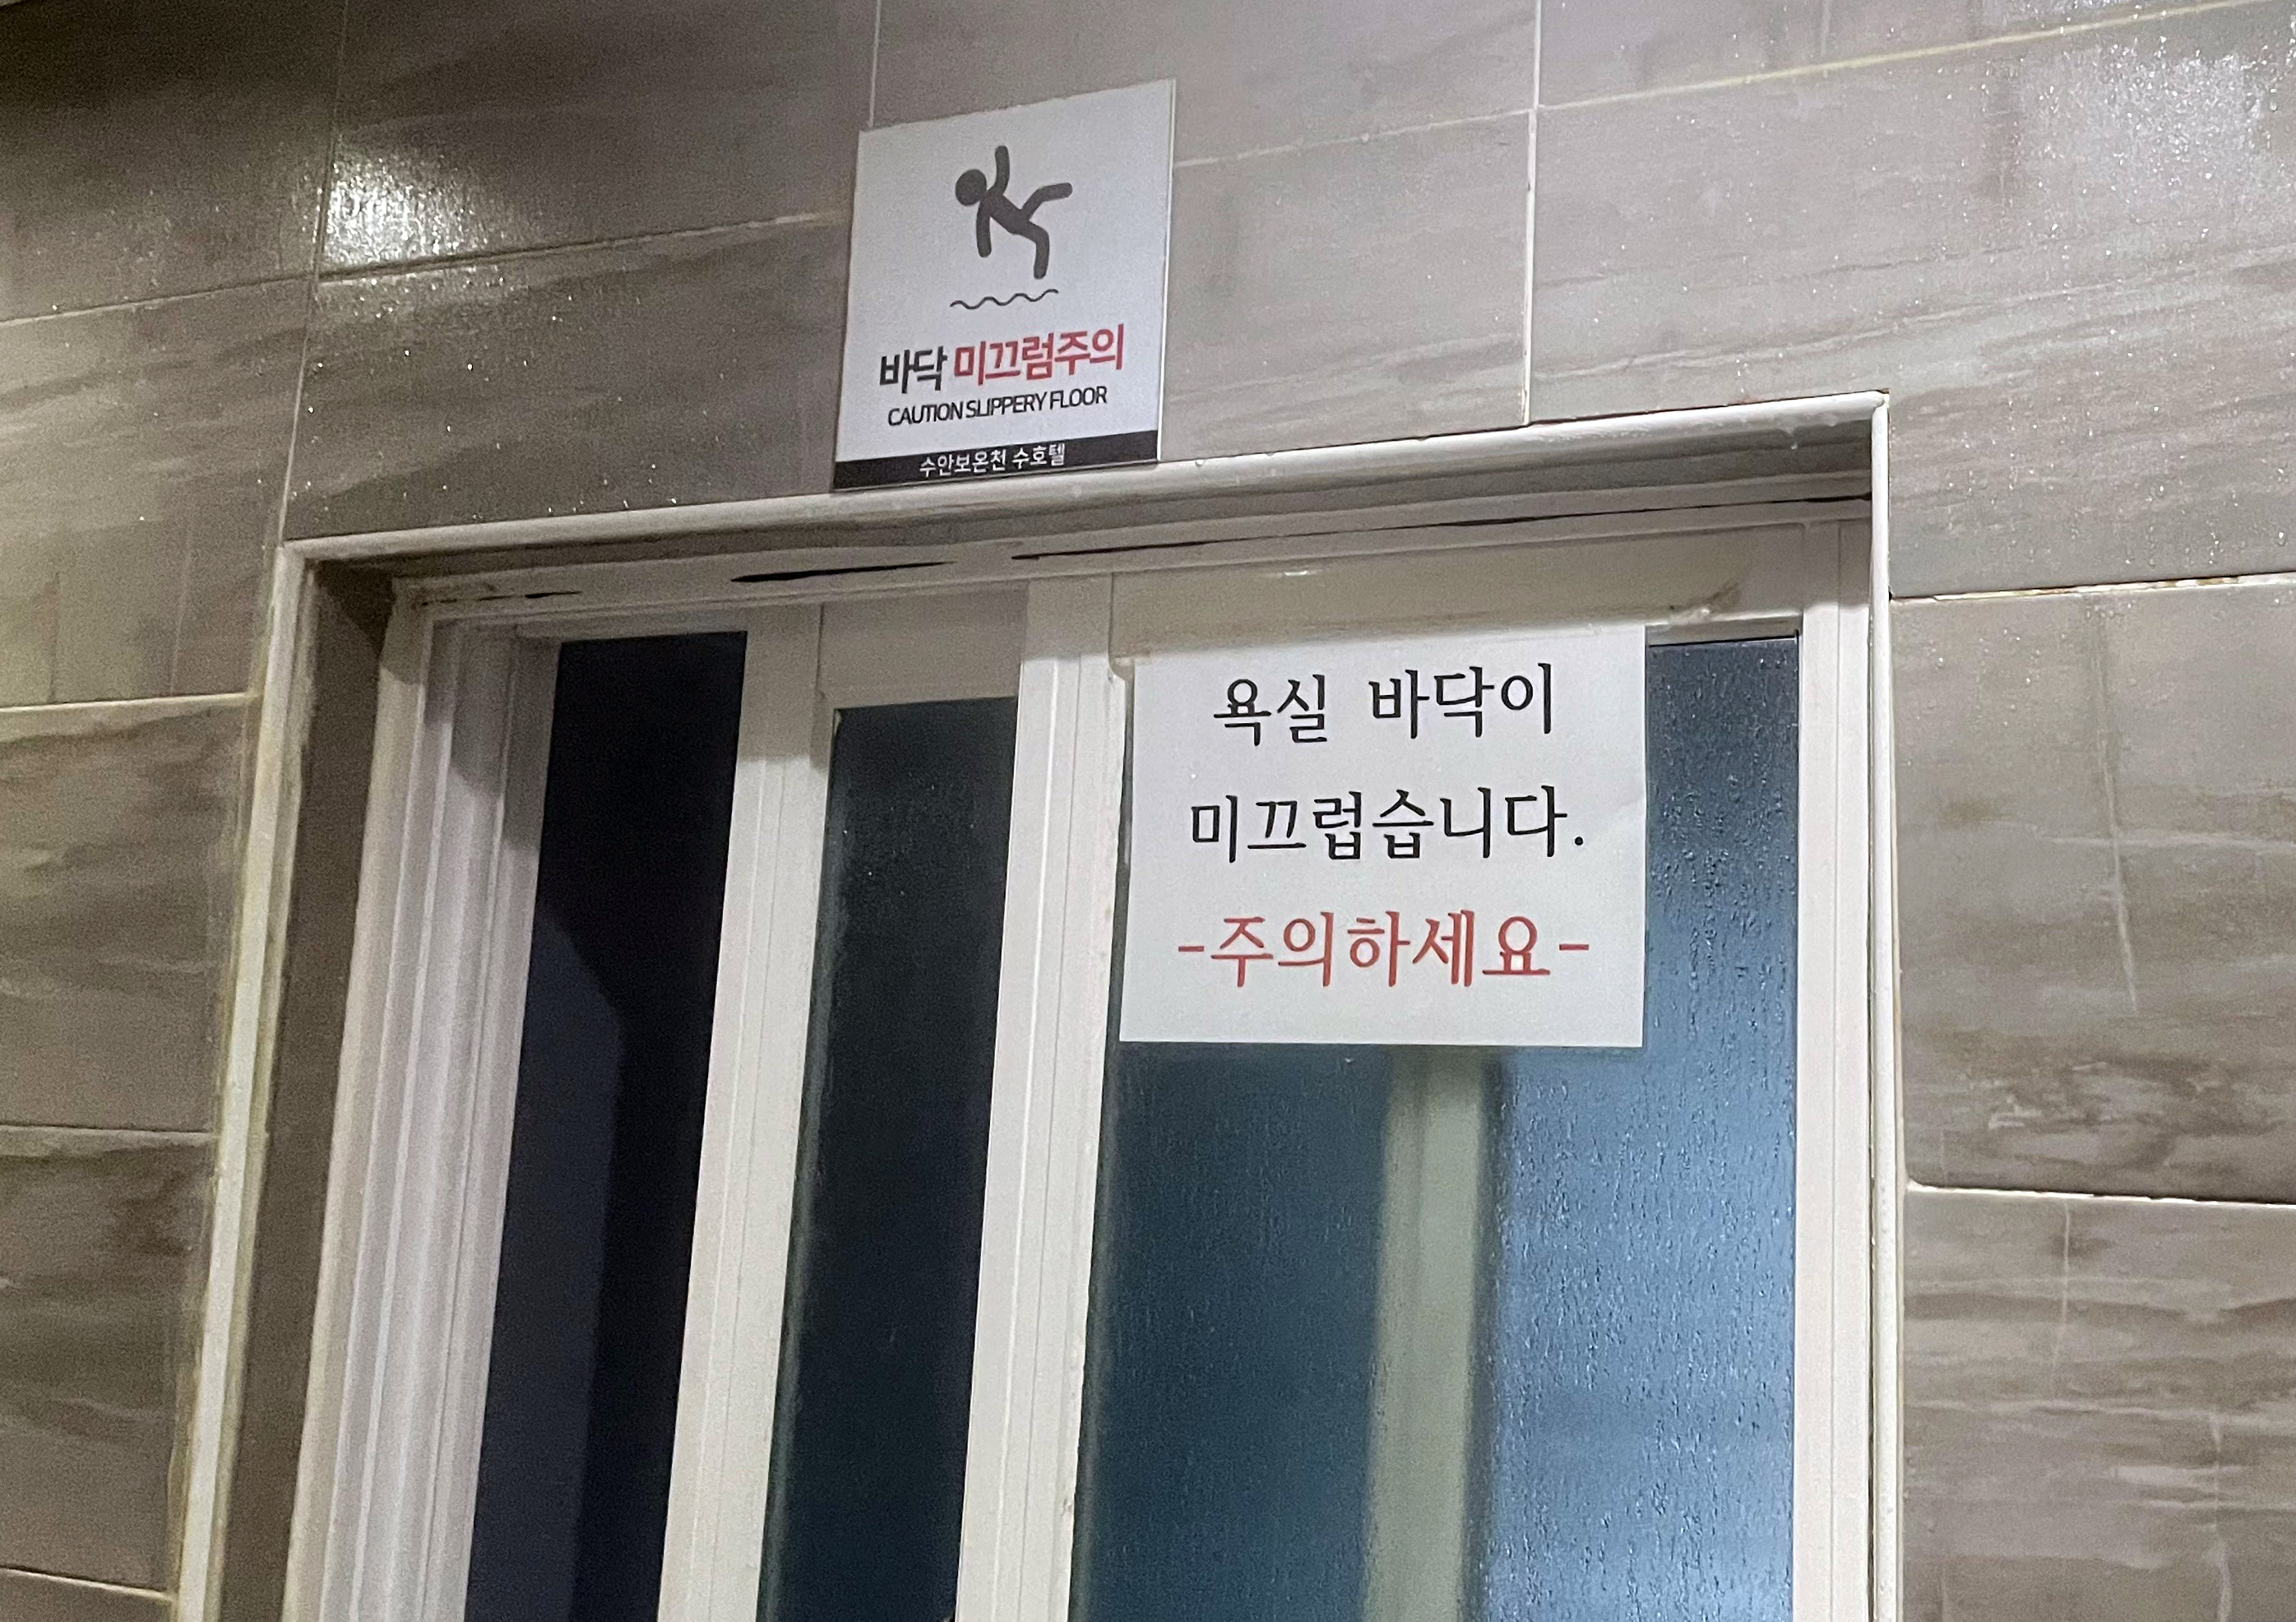 바닥 미끄럼주의
CAUTION SLIPPERY FLOOR
수안보온천 수호텔
욕실 바닥이
미끄럽습니다.
-주의하세요-